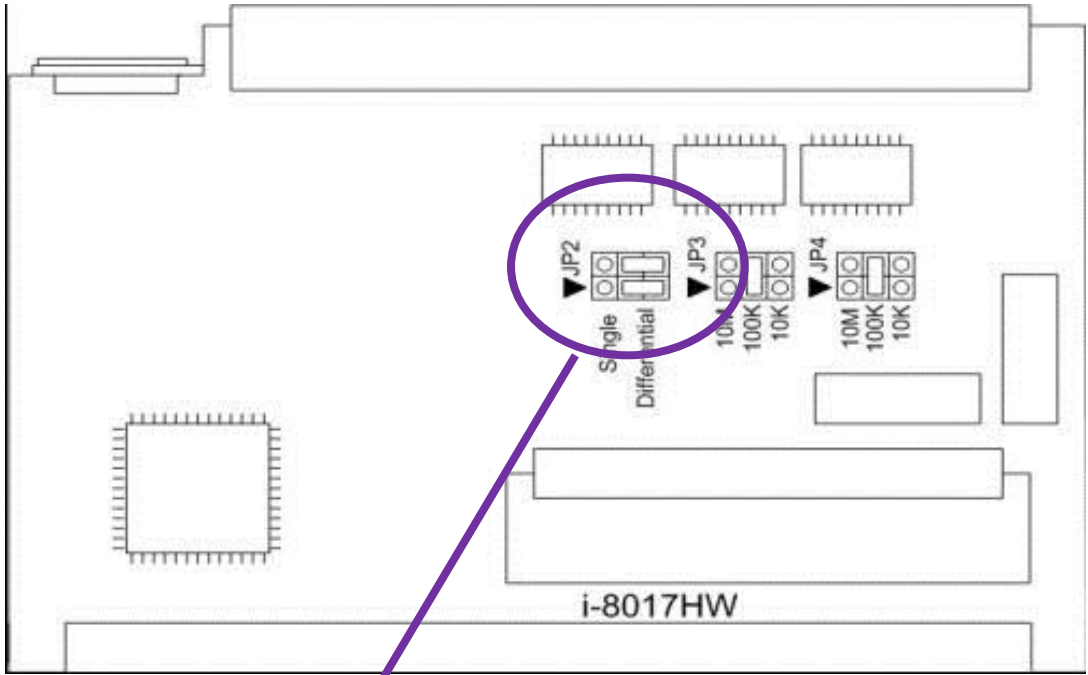 ▼JP2
Single
Differential
▼JP3
10M
100K
10K
▼JP4
10M
100K
10K
i-8017HW